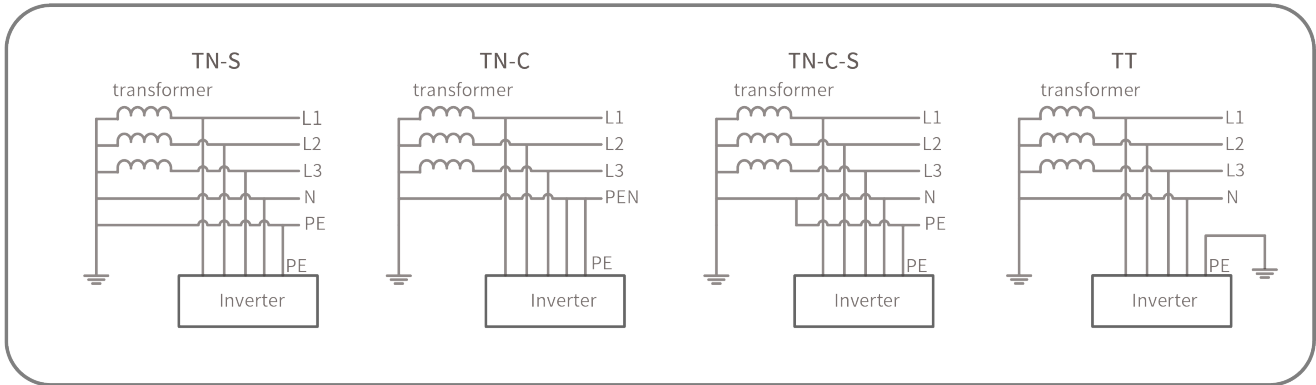 TN-S
transformer
L1
L2
L3
N
PE
PE
Inverter
TN-C
transformer
L1
L2
L3
PEN
PE
Inverter
TN-C-S
transformer
L1
L2
L3
N
PE
PE
Inverter
TT
transformer
L1
L2
L3
N
PE
Inverter